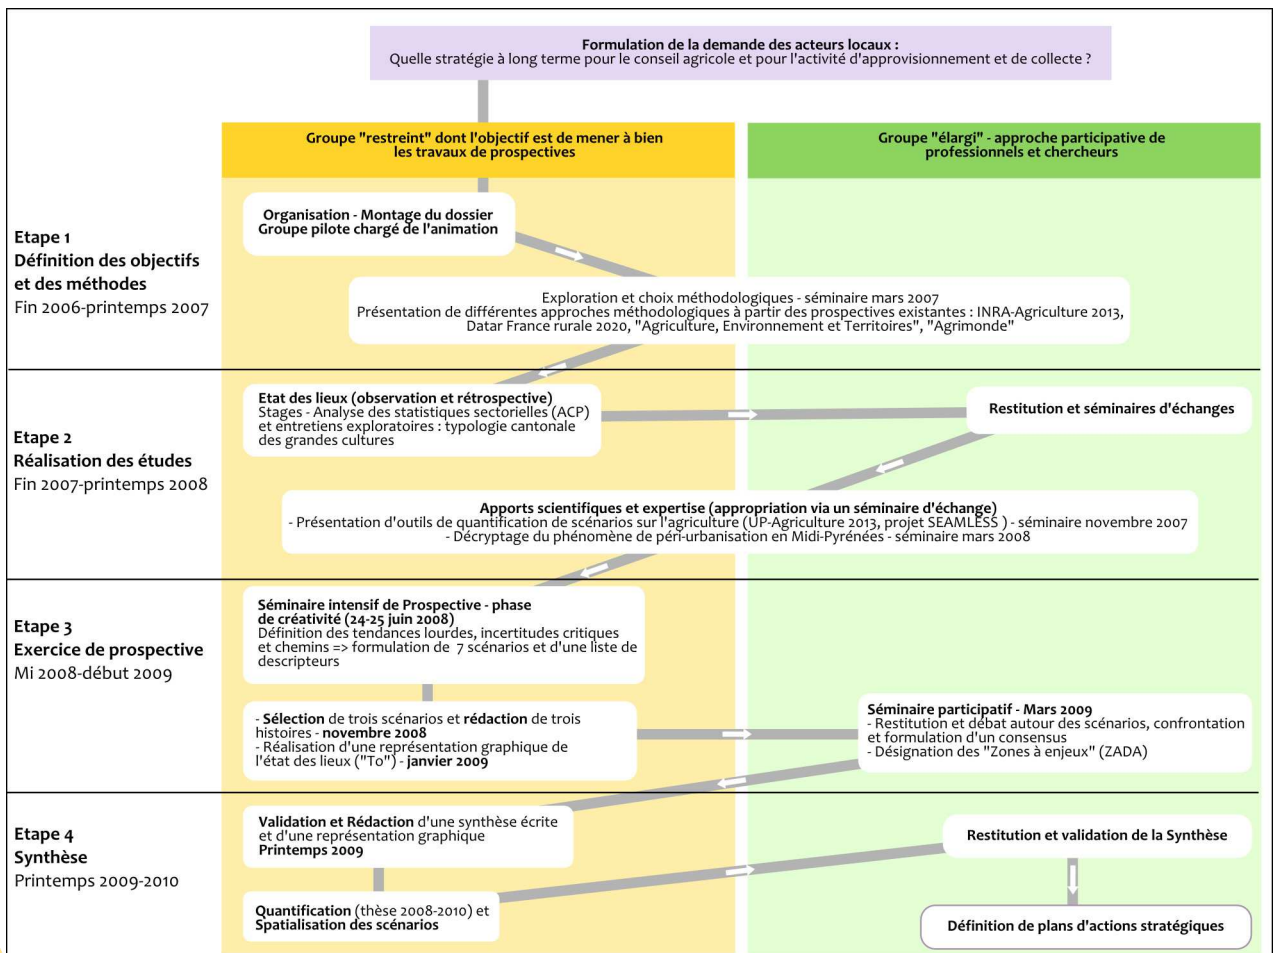 Formulation de la demande des acteurs locaux :
Quelle stratégie à long terme pour le conseil agricole et pour l'activité d'approvisionnement et de collecte ?
Groupe "restreint" dont l'objectif est de mener à bien
les travaux de prospectives
Groupe "élargi" - approche participative de
professionnels et chercheurs
Etape 1
Définition des objectifs
et des méthodes
Fin 2006-printemps 2007
Organisation - Montage du dossier
Groupe pilote chargé de l'animation
Exploration et choix méthodologiques - séminaire mars 2007
Présentation de différentes approches méthodologiques à partir des prospectives existantes : INRA-Agriculture 2013,
Datar France rurale 2020, "Agriculture, Environnement et Territoires", "Agrimonde"
Etape 2
Réalisation des études
Fin 2007-printemps 2008
Etat des lieux (observation et rétrospective)
Stages - Analyse des statistiques sectorielles (ACP)
et entretiens exploratoires : typologie cantonale
des grandes cultures
Restitution et séminaires d'échanges
Apports scientifiques et expertise (appropriation via un séminaire d'échange)
- Présentation d'outils de quantification de scénarios sur l'agriculture (UP-Agriculture 2013, projet SEAMLESS ) - séminaire novembre 2007
- Décryptage du phénomène de péri-urbanisation en Midi-Pyrénées - séminaire mars 2008
Etape 3
Exercice de prospective
Mi 2008-début 2009
Séminaire intensif de Prospective - phase
de créativité (24-25 juin 2008)
Définition des tendances lourdes, incertitudes critiques
et chemins => formulation de 7 scénarios et d'une liste de
descripteurs
- Sélection de trois scénarios et rédaction de trois
histoires - novembre 2008
- Réalisation d'une représentation graphique de
l'état des lieux ("To") - janvier 2009
Séminaire participatif - Mars 2009
- Restitution et débat autour des scénarios, confrontation
et formulation d'un consensus
- Désignation des "Zones à enjeux" (ZADA)
Etape 4
Synthèse
Printemps 2009-2010
Validation et Rédaction d'une synthèse écrite
et d'une représentation graphique
Printemps 2009
Restitution et validation de la Synthèse
Quantification (thèse 2008-2010) et
Spatialisation des scénarios
Définition de plans d'actions stratégiques